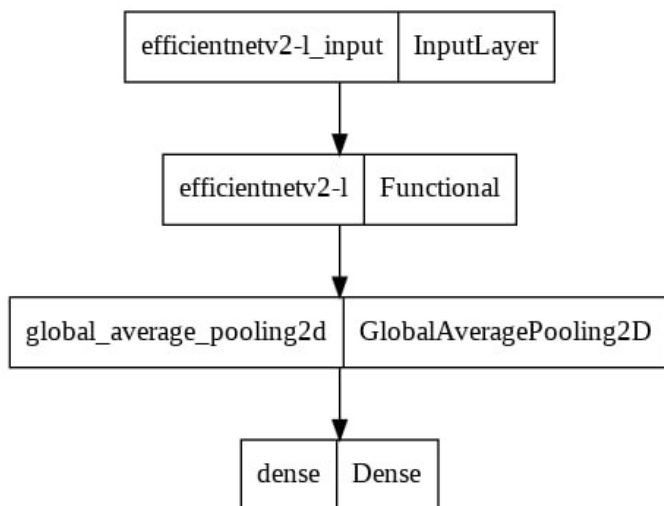 efficientnetv2-l_input InputLayer
efficientnetv2-l Functional
global_average_pooling2d GlobalAveragePooling2D
dense Dense